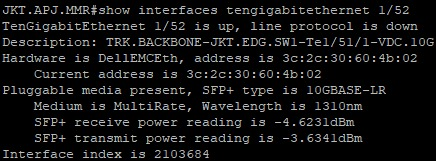 JKT.APJ.MMR#show interfaces tengigabitethernet 1/52
TenGigabitEthernet 1/52 is up, line protocol is down
Description: TRK.BACKBONE-JKT.EDG.SW1-Te1/51/1-VDC.10G
Hardware is DellEMCEth, address is 3c:2c:30:60:4b:02
Current address is 3c:2c:30:60:4b:02
Pluggable media present, SFP+ type is 10GBASE-LR
Medium is MultiRate, Wavelength is 1310nm
SFP+ receive power reading is -4.6231dBm
SFP+ transmit power reading is -3.6341dBm
Interface index is 2103684